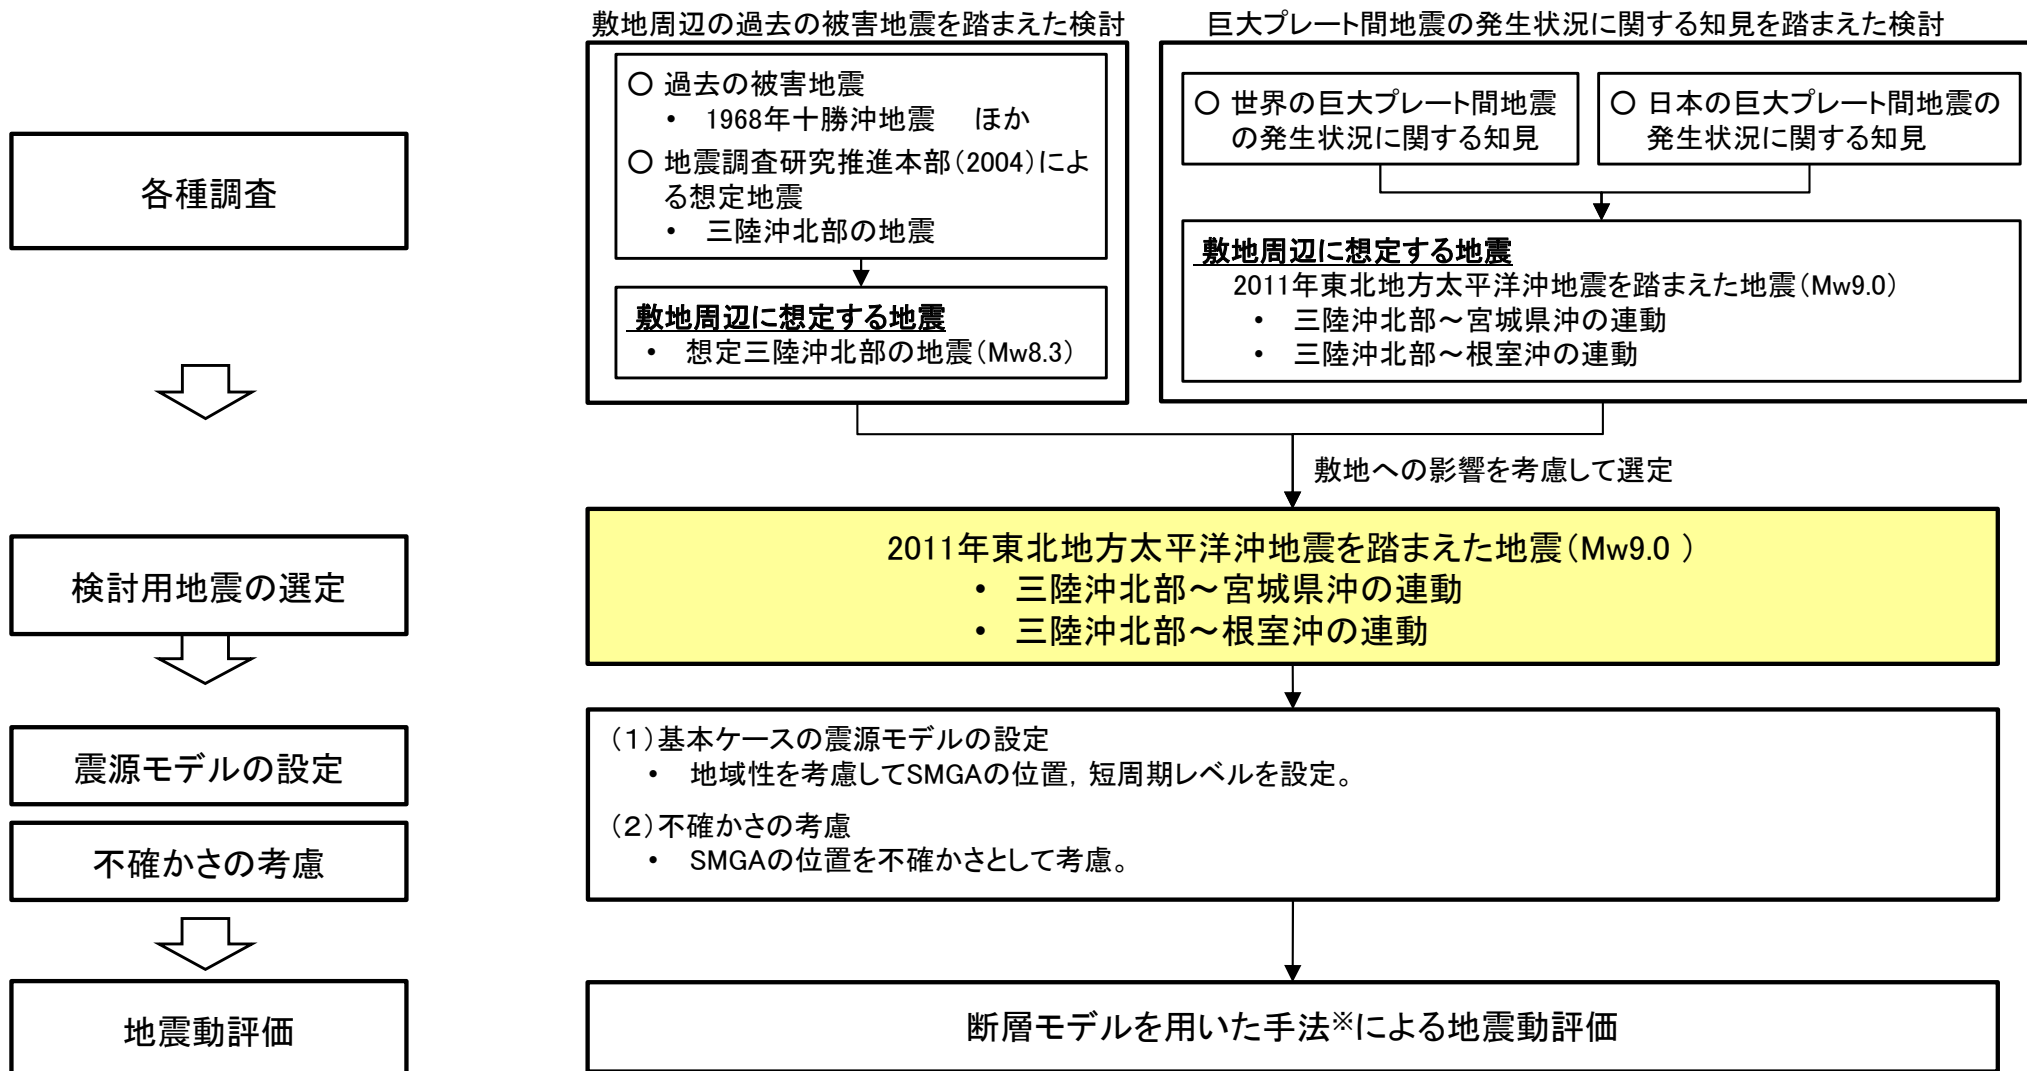 敷地周辺の過去の被害地震を踏まえた検討
○ 過去の被害地震
・ 1968年十勝沖地震 ほか
○ 地震調査研究推進本部(2004)によ
る想定地震
・ 三陸沖北部の地震
敷地周辺に想定する地震
・ 想定三陸沖北部の地震(Mw8.3)
巨大プレート間地震の発生状況に関する知見を踏まえた検討
○ 世界の巨大プレート間地震
の発生状況に関する知見
○ 日本の巨大プレート間地震の
発生状況に関する知見
敷地周辺に想定する地震
2011年東北地方太平洋沖地震を踏まえた地震(Mw9.0)
・ 三陸沖北部～宮城県沖の連動
・ 三陸沖北部～根室沖の連動
各種調査
敷地への影響を考慮して選定
検討用地震の選定
2011年東北地方太平洋沖地震を踏まえた地震(Mw9.0 )
・ 三陸沖北部～宮城県沖の連動
・ 三陸沖北部～根室沖の連動
震源モデルの設定
不確かさの考慮
(1)基本ケースの震源モデルの設定
・ 地域性を考慮してSMGAの位置，短周期レベルを設定。
(2)不確かさの考慮
・ SMGAの位置を不確かさとして考慮。
地震動評価
断層モデルを用いた手法※による地震動評価